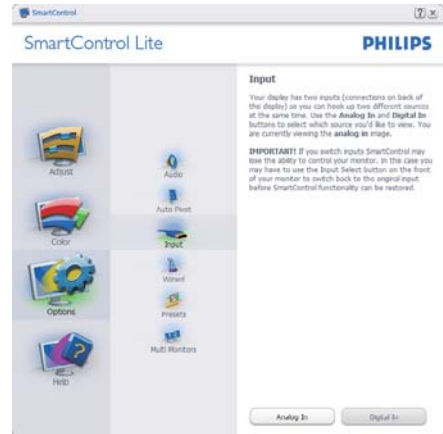 SmartControl
SmartControl Lite
PHILIPS
Adjust
Color
Options
Help
Audio
Auto Pivot
Input
Wizard
Presets
Multi Monitors
Input
Your display has two inputs (connections on back of
the display) so you can hook up two different sources
at the same time. Use the Analog In and Digital In
buttons to select which source you'd like to view. You
are currently viewing the analog in image.
IMPORTANT! If you switch inputs SmartControl may
lose the ability to control your monitor. In the case you
may have to use the Input Select button on the front
of your monitor to switch back to the original input
before SmartControl functionality can be restored.
Analog In
Digital In